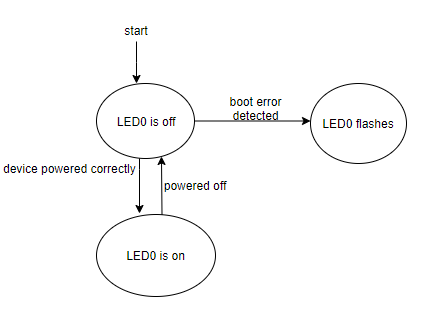 start
LED0 is off
boot error
detected
LED0 flashes
device powered correctly
powered off
LED0 is on